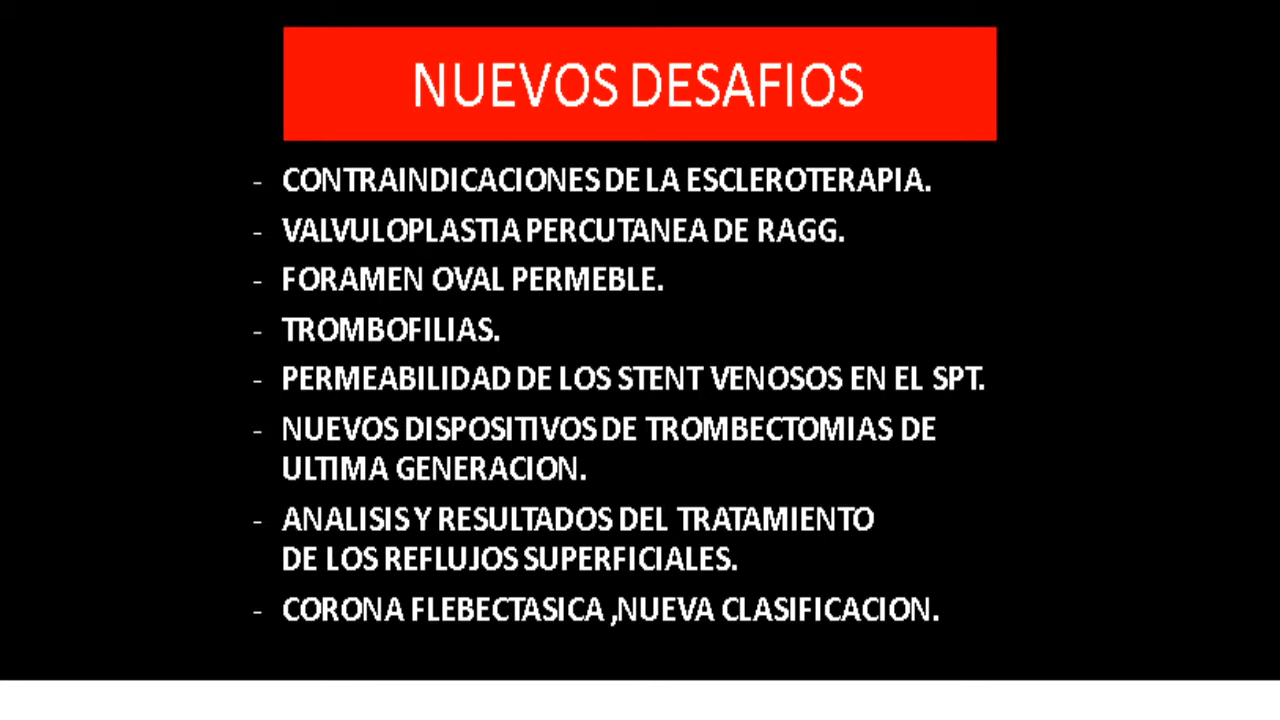 NUEVOS DESAFIOS
- CONTRAINDICACIONES DE LA ESCLEROTERAPIA.
- VALVULOPLASTIA PERCUTANEA DE RAGG.
- FORAMEN OVAL PERMEBLE.
- TROMBOFILIAS.
- PERMEABILIDAD DE LOS STENT VENOSOS EN EL SPT.
- NUEVOS DISPOSITIVOS DE TROMBECTOMIAS DE
ULTIMA GENERACION.
- ANALISIS Y RESULTADOS DEL TRATAMIENTO
DE LOS REFLUJOS SUPERFICIALES.
- CORONA FLEBECTASICA ,NUEVA CLASIFICACION.